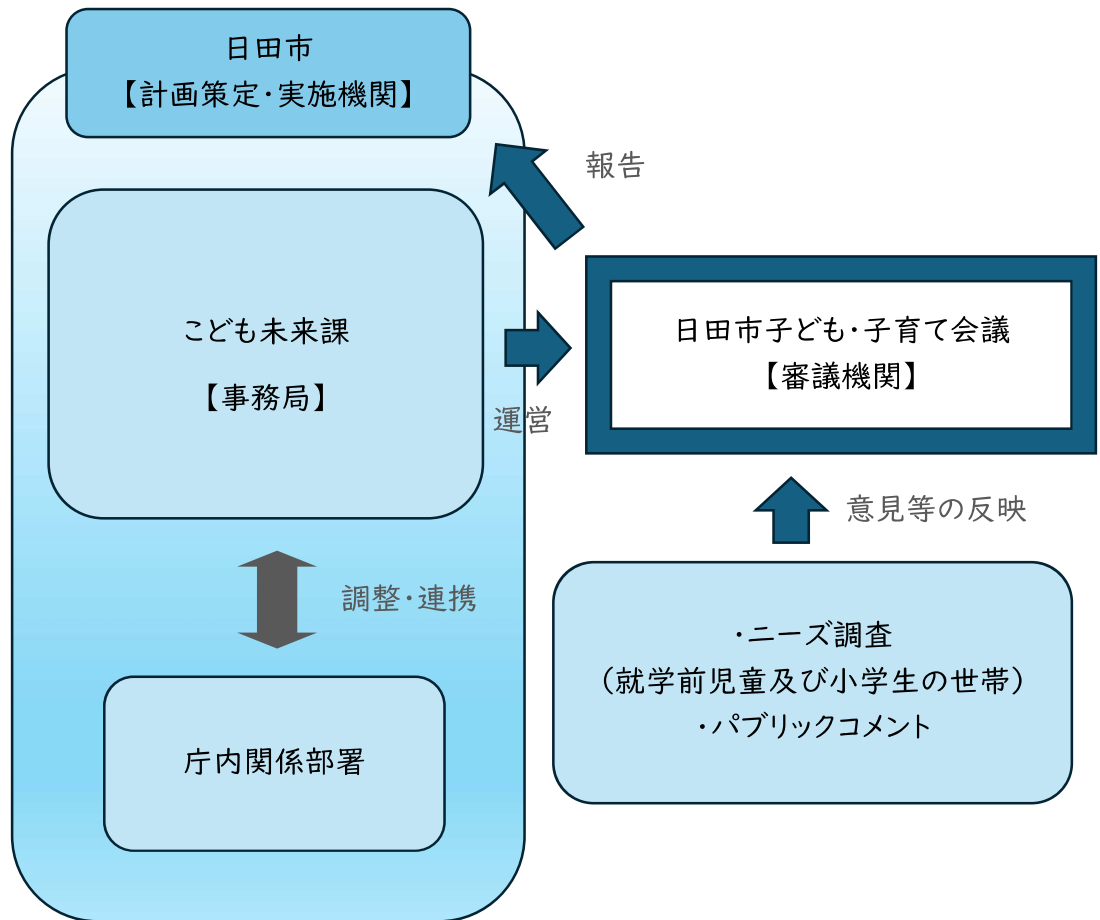 日田市
【計画策定・実施機関】
報告
こども未来課
【事務局】
運営
日田市子ども・子育て会議
【審議機関】
意見等の反映
調整・連携
・ニーズ調査
（就学前児童及び小学生の世帯）
・パブリックコメント
庁内関係部署